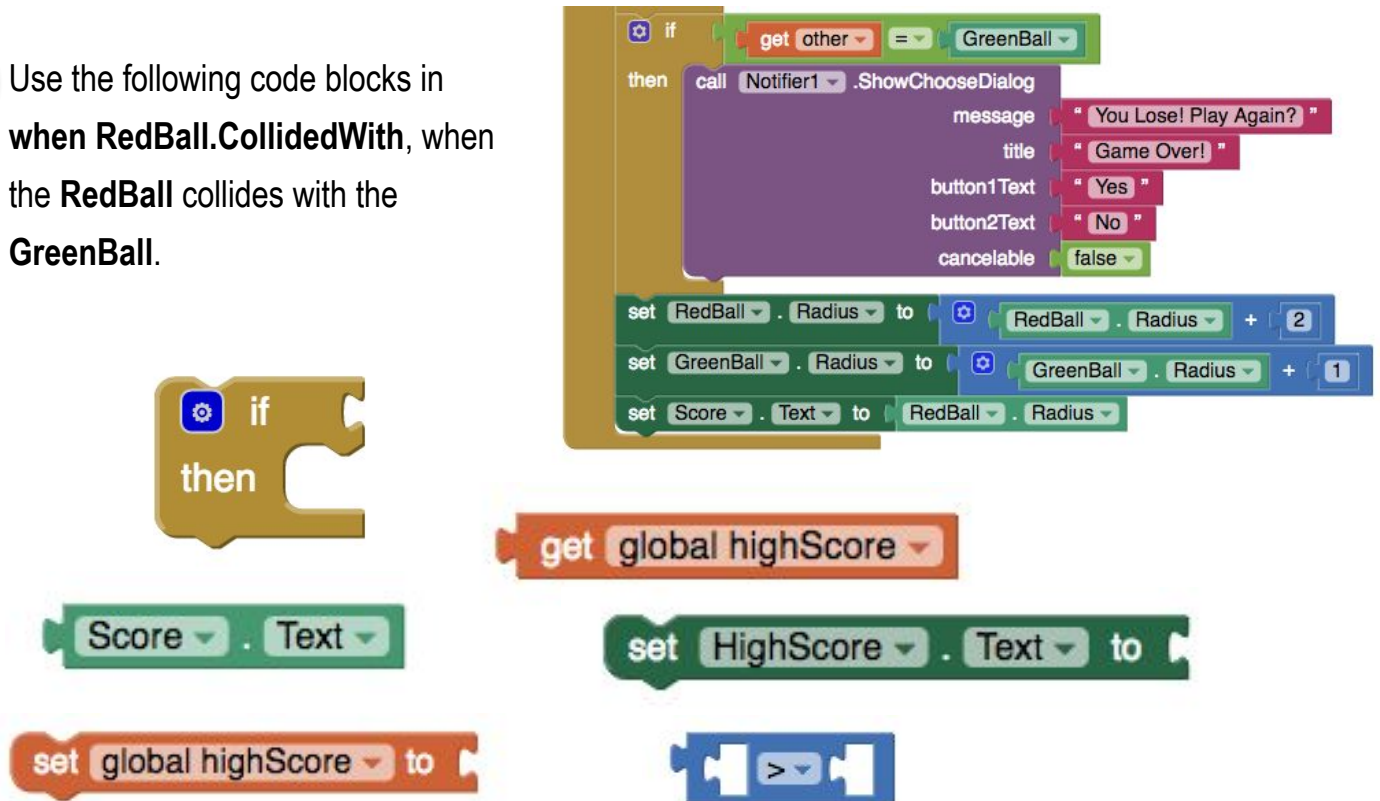 Use the following code blocks in
when RedBall.CollidedWith, when
the RedBall collides with the
GreenBall.
if get other = GreenBall
then call Notifier1 .ShowChooseDialog
message " You Lose! Play Again? "
title " Game Over! "
button1Text " Yes "
button2Text " No "
cancelable false
set RedBall . Radius to RedBall . Radius + 2
set GreenBall . Radius to GreenBall . Radius + 1
set Score . Text to RedBall . Radius
if
then
get global highScore
Score . Text
set HighScore . Text to
set global highScore to
>